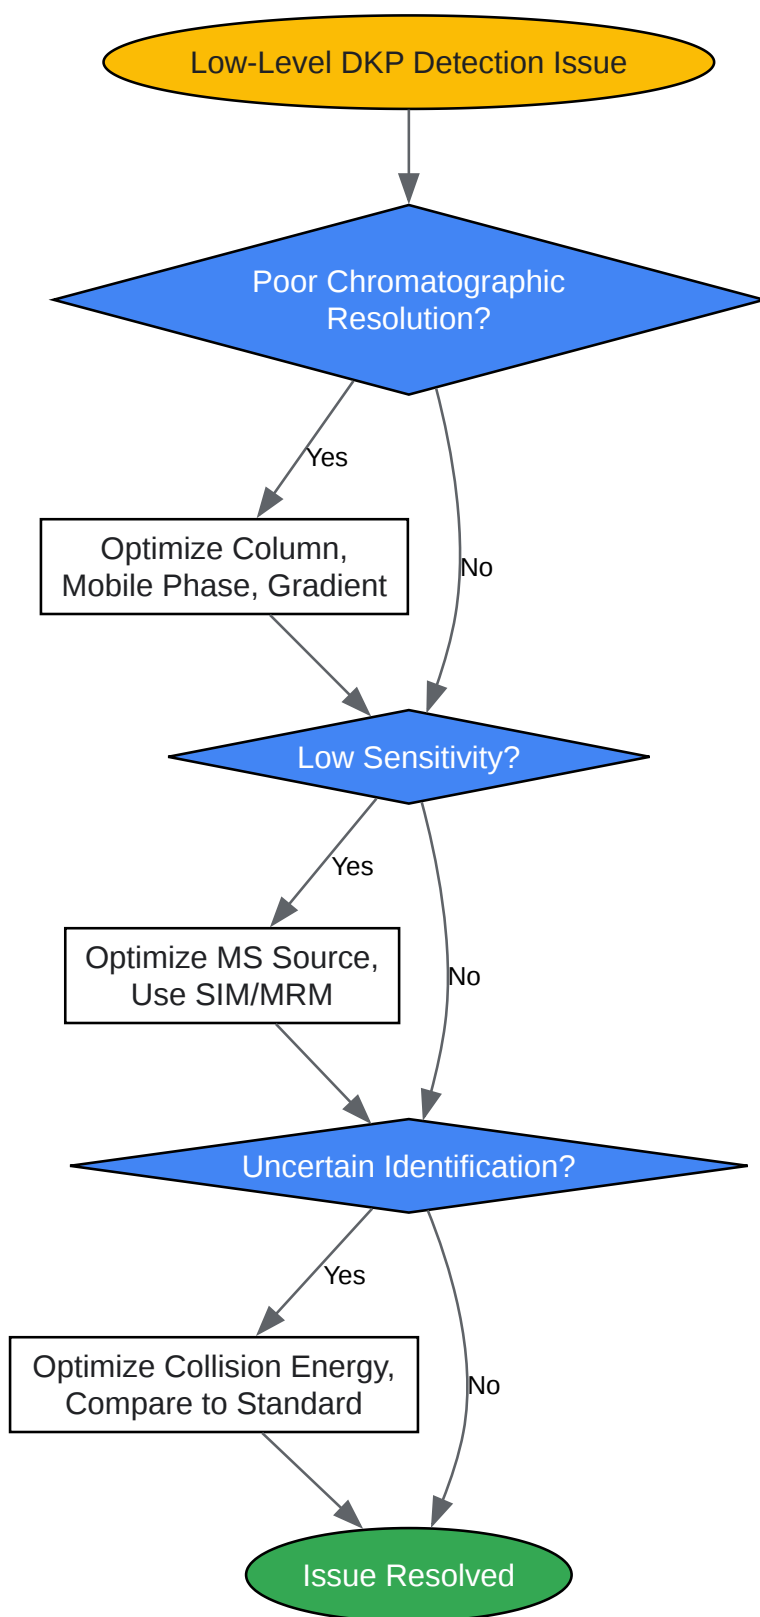 Low-Level DKP Detection Issue
Poor Chromatographic
Resolution?
Yes
Optimize Column,
Mobile Phase, Gradient
No
Low Sensitivity?
Yes
Optimize MS Source,
Use SIM/MRM
No
Uncertain Identification?
Yes
Optimize Collision Energy,
Compare to Standard
No
Issue Resolved